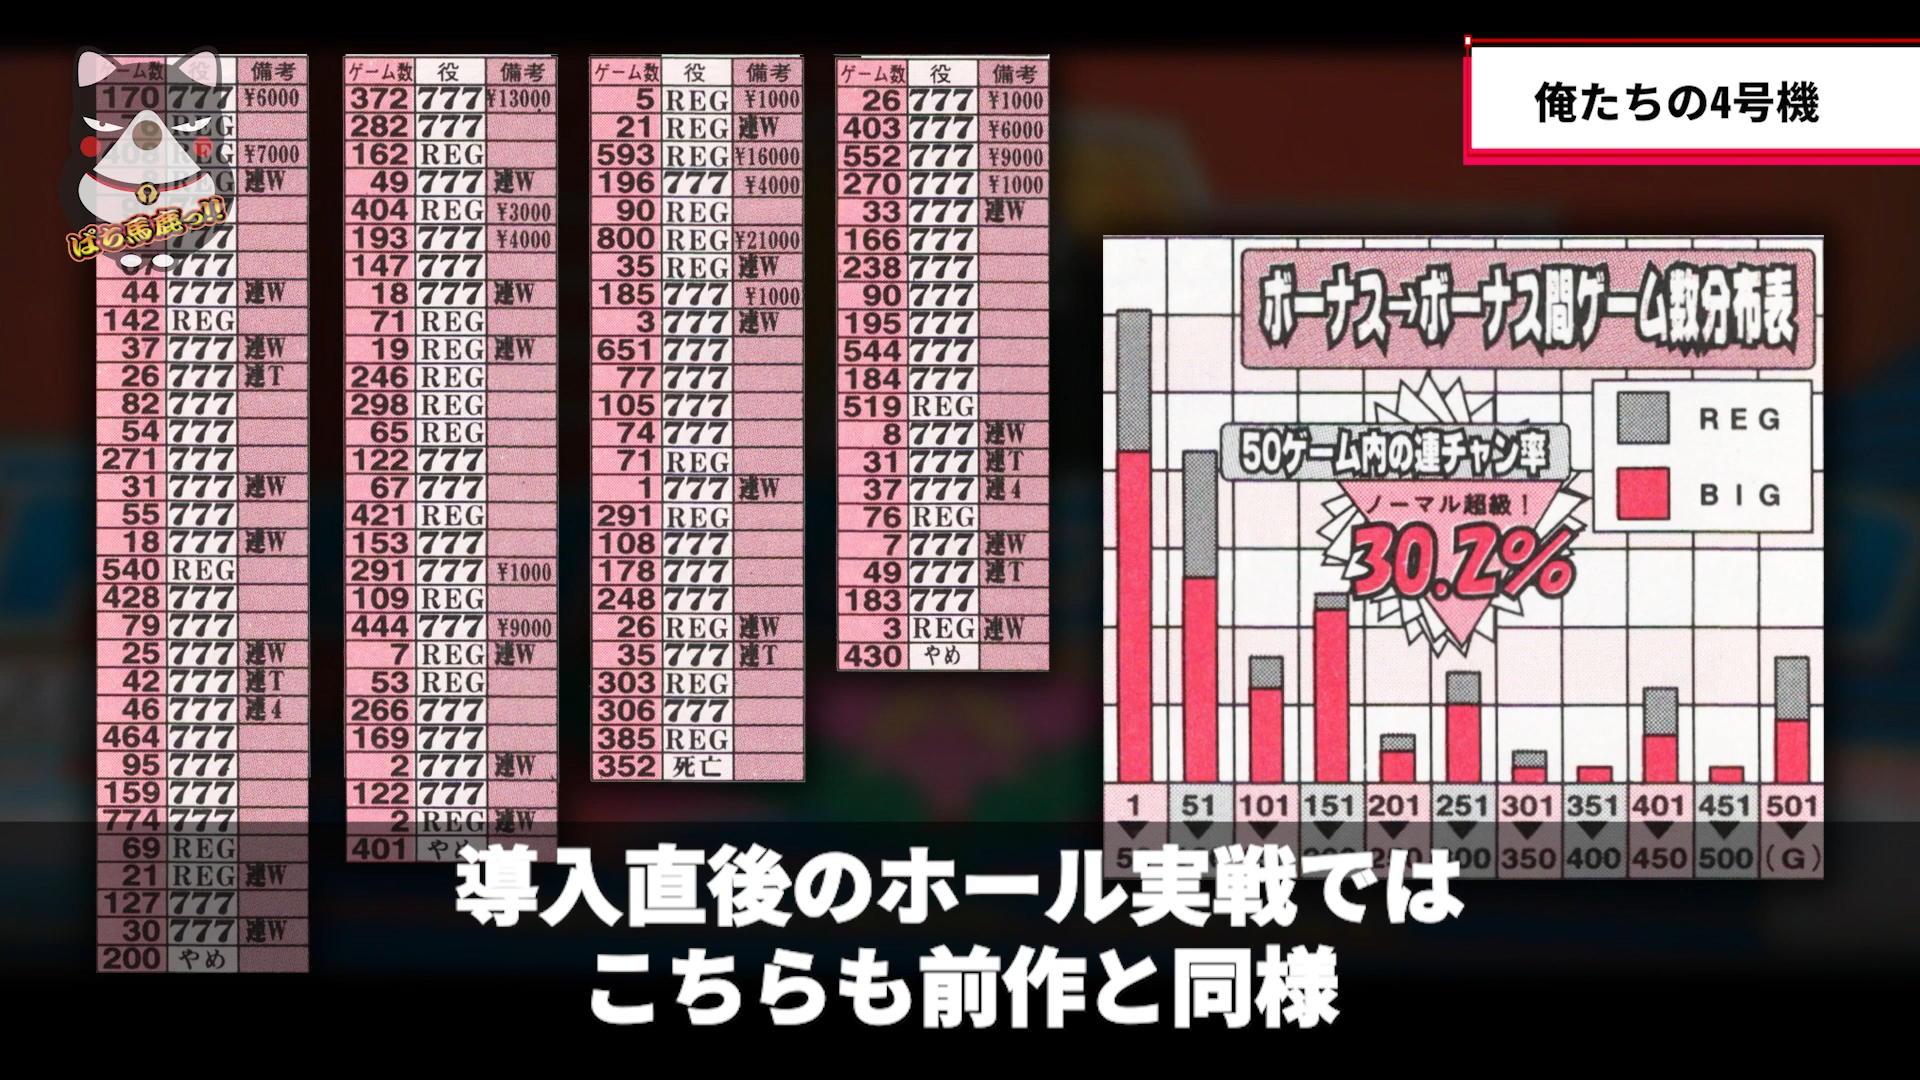 俺たちの4号機
ぱち馬鹿っ!!
ゲーム数 役 備考
170 777 ¥6000
REG
408 REG ¥7000
8 REG 連W
777
777
67 777
44 777 連W
142 REG
37 777 連W
26 777 連T
82 777
54 777
271 777
31 777 連W
55 777
18 777 連W
540 REG
428 777
79 777
25 777 連W
42 777 連T
46 777 連4
464 777
95 777
159 777
774 777
69 REG
21 REG 連W
127 777
30 777 連W
200 やめ
ゲーム数 役 備考
372 777 ¥13000
282 777
162 REG
49 777 連W
404 REG ¥3000
193 777 ¥4000
147 777
18 777 連W
71 REG
19 REG 連W
246 REG
298 REG
65 REG
122 777
67 777
421 REG
153 777
291 777 ¥1000
109 REG
444 777 ¥9000
7 REG 連W
53 REG
266 777
169 777
2 777 連W
122 777
2 REG 連W
401 やめ
ゲーム数 役 備考
5 REG ¥1000
21 REG 連W
593 REG ¥16000
196 777 ¥4000
90 REG
800 REG ¥21000
35 REG 連W
185 777 ¥1000
3 777 連W
651 777
77 777
105 777
74 777
71 REG
1 777 連W
291 REG
108 777
178 777
248 777
26 REG 連W
35 777 連T
303 REG
306 777
385 REG
352 死亡
ゲーム数 役 備考
26 777 ¥1000
403 777 ¥6000
552 777 ¥9000
270 777 ¥1000
33 777 連W
166 777
238 777
90 777
195 777
544 777
184 777
519 REG
8 777 連W
31 777 連T
37 777 連4
76 REG
7 777 連W
49 777 連T
183 777
3 REG 連W
430 やめ
ボーナス→ボーナス間ゲーム数分布表
REG
BIG
50ゲーム内の連チャン率
ノーマル超級!
30.2%
1 51 101 151 201 251 301 351 401 451 501
350 400 450 500 (G)
導入直後のホール実戦では
こちらも前作と同様